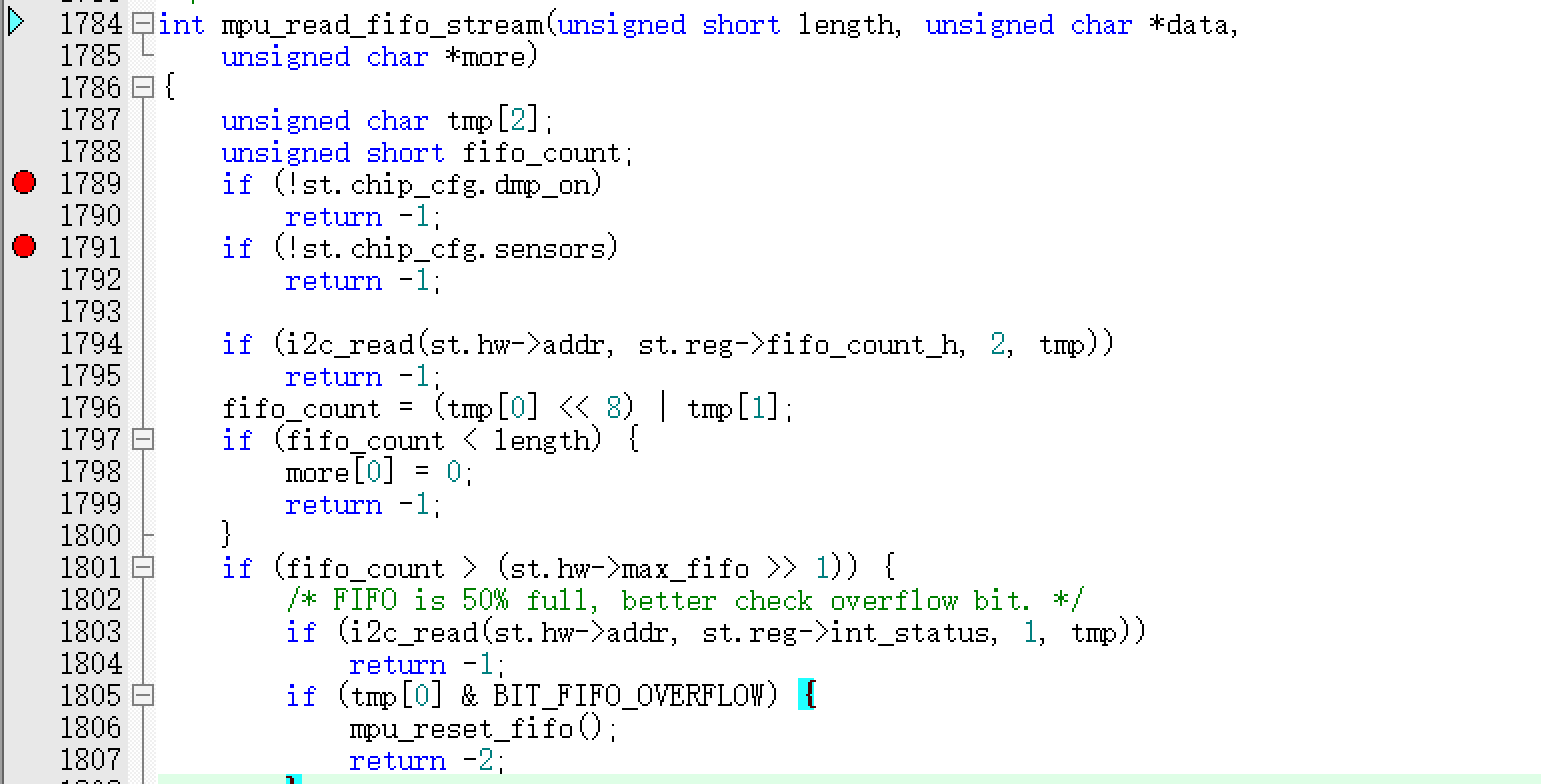 1784 int mpu_read_fifo_stream(unsigned short length, unsigned char *data,
1785     unsigned char *more)
1786 {
1787     unsigned char tmp[2];
1788     unsigned short fifo_count;
1789     if (!st.chip_cfg.dmp_on)
1790         return -1;
1791     if (!st.chip_cfg.sensors)
1792         return -1;
1793
1794     if (i2c_read(st.hw->addr, st.reg->fifo_count_h, 2, tmp))
1795         return -1;
1796     fifo_count = (tmp[0] << 8) | tmp[1];
1797     if (fifo_count < length) {
1798         more[0] = 0;
1799         return -1;
1800     }
1801     if (fifo_count > (st.hw->max_fifo >> 1)) {
1802         /* FIFO is 50% full, better check overflow bit. */
1803         if (i2c_read(st.hw->addr, st.reg->int_status, 1, tmp))
1804             return -1;
1805         if (tmp[0] & BIT_FIFO_OVERFLOW) {
1806             mpu_reset_fifo();
1807             return -2;